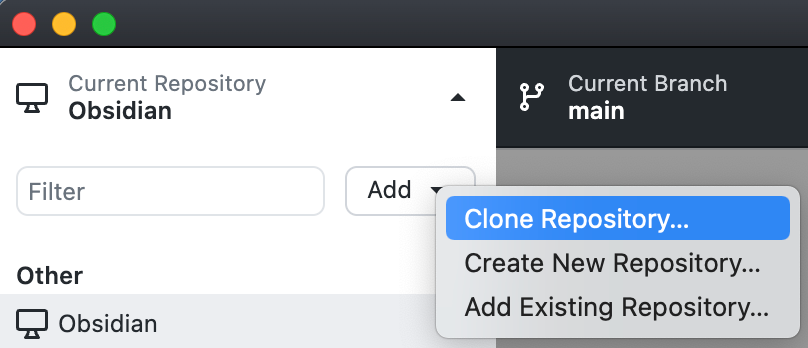 Current Repository
Obsidian
Current Branch
main
Filter
Add
Clone Repository...
Create New Repository...
Add Existing Repository...
Other
Obsidian